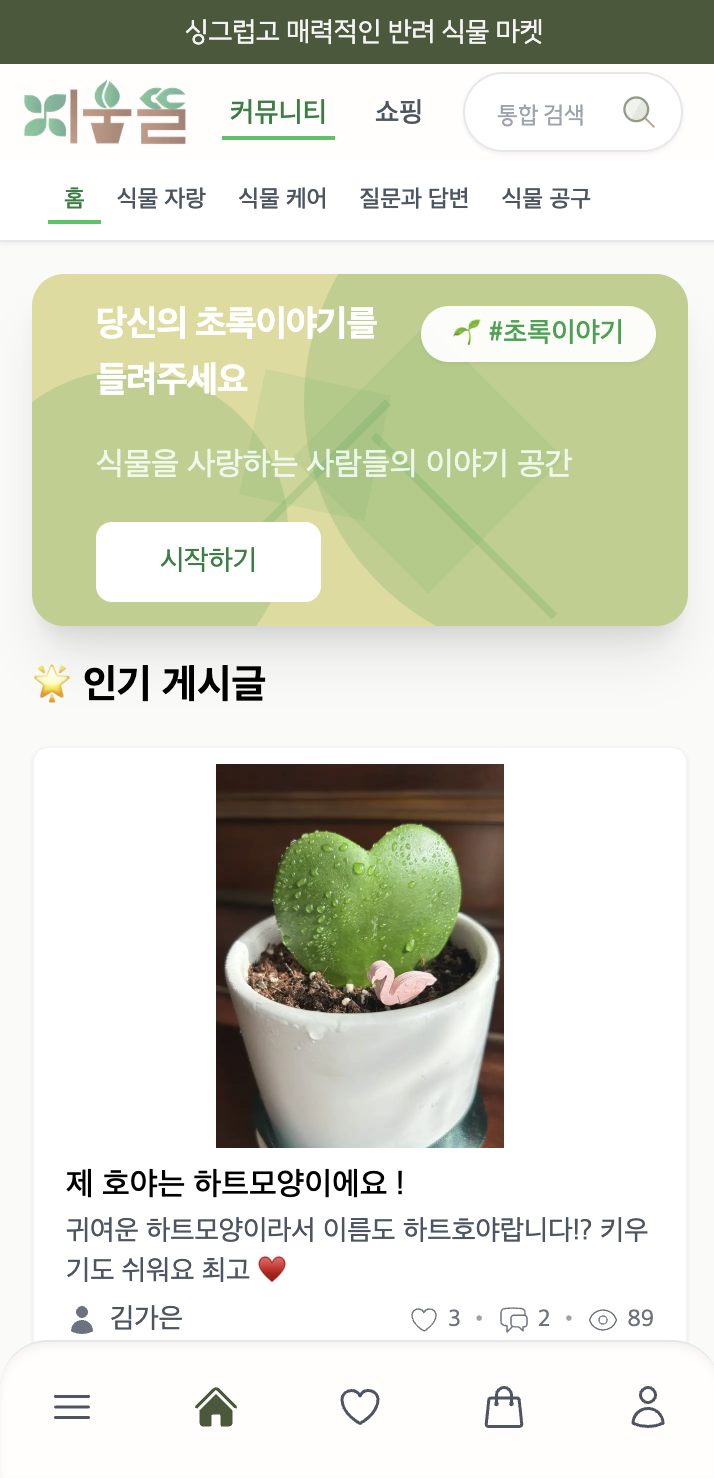 싱그럽고 매력적인 반려 식물 마켓
키움뜰
커뮤니티
쇼핑
통합 검색
홈
식물 자랑
식물 케어
질문과 답변
식물 공구
당신의 초록이야기를
들려주세요
#초록이야기
식물을 사랑하는 사람들의 이야기 공간
시작하기
인기 게시글
제 호야는 하트모양이에요 !
귀여운 하트모양이라서 이름도 하트호야랍니다!? 키우
기도 쉬워요 최고 ♥️
김가은
3 • 2 • 89